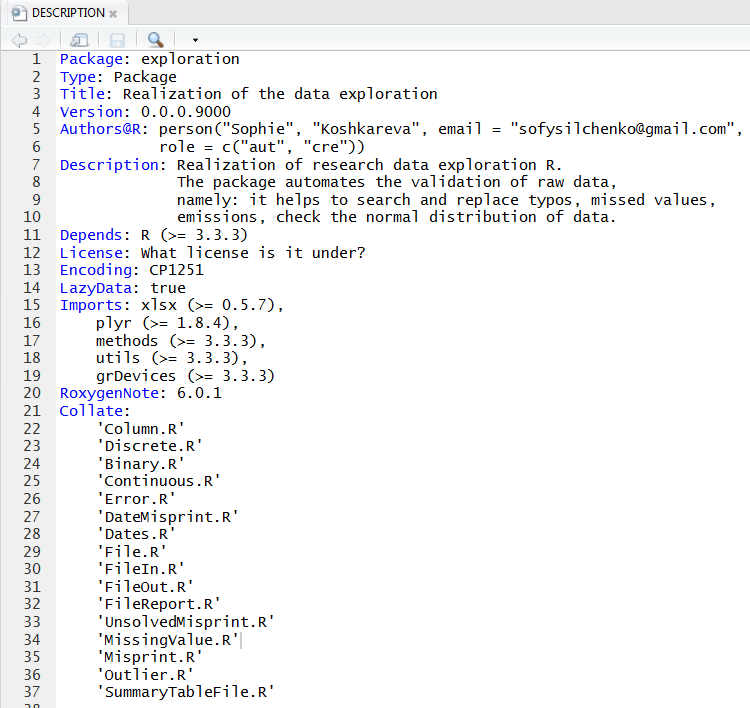 DESCRIPTION
1 Package: exploration
2 Type: Package
3 Title: Realization of the data exploration
4 Version: 0.0.0.9000
5 Authors@R: person("Sophie", "Koshkareva", email = "sofysilchenko@gmail.com",
6 role = c("aut", "cre"))
7 Description: Realization of research data exploration R.
8 The package automates the validation of raw data,
9 namely: it helps to search and replace typos, missed values,
10 emissions, check the normal distribution of data.
11 Depends: R (>= 3.3.3)
12 License: What license is it under?
13 Encoding: CP1251
14 LazyData: true
15 Imports: xlsx (>= 0.5.7),
16 plyr (>= 1.8.4),
17 methods (>= 3.3.3),
18 utils (>= 3.3.3),
19 grDevices (>= 3.3.3)
20 RoxygenNote: 6.0.1
21 Collate:
22 'Column.R'
23 'Discrete.R'
24 'Binary.R'
25 'Continuous.R'
26 'Error.R'
27 'DateMisprint.R'
28 'Dates.R'
29 'File.R'
30 'FileIn.R'
31 'FileOut.R'
32 'FileReport.R'
33 'UnsolvedMisprint.R'
34 'MissingValue.R'
35 'Misprint.R'
36 'Outlier.R'
37 'SummaryTableFile.R'